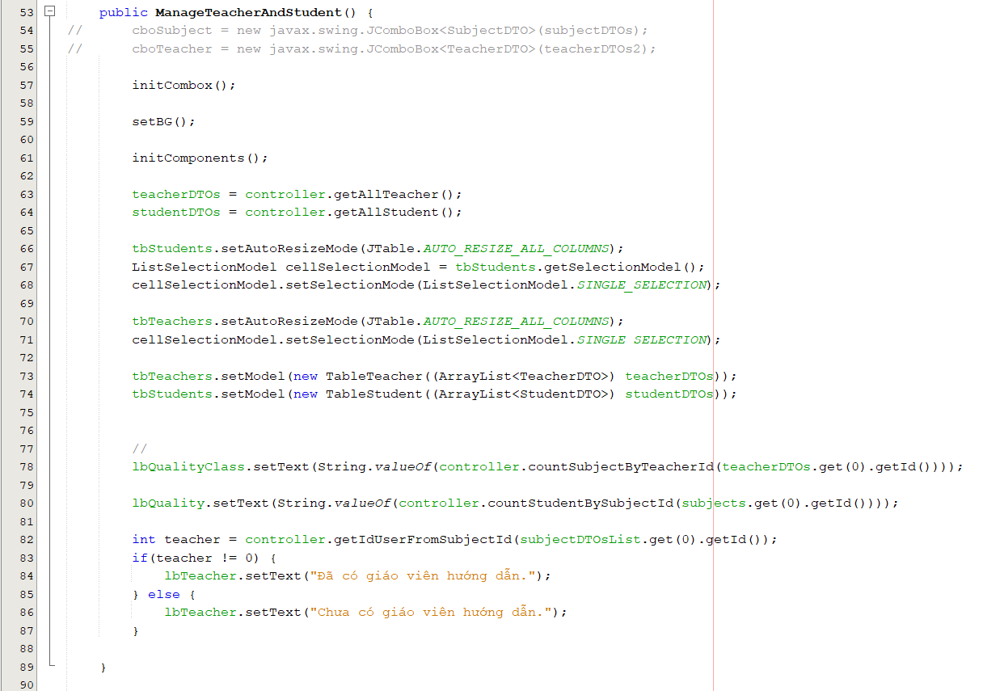 53 public ManageTeacherAndStudent() {
54 // cboSubject = new javax.swing.JComboBox<SubjectDTO>(subjectDTOs);
55 // cboTeacher = new javax.swing.JComboBox<TeacherDTO>(teacherDTOs2);
56
57 initCombox();
58
59 setBG();
60
61 initComponents();
62
63 teacherDTOs = controller.getAllTeacher();
64 studentDTOs = controller.getAllStudent();
65
66 tbStudents.setAutoResizeMode(JTable.AUTO_RESIZE_ALL_COLUMNS);
67 ListSelectionModel cellSelectionModel = tbStudents.getSelectionModel();
68 cellSelectionModel.setSelectionMode(ListSelectionModel.SINGLE_SELECTION);
69
70 tbTeachers.setAutoResizeMode(JTable.AUTO_RESIZE_ALL_COLUMNS);
71 cellSelectionModel.setSelectionMode(ListSelectionModel.SINGLE_SELECTION);
72
73 tbTeachers.setModel(new TableTeacher((ArrayList<TeacherDTO>) teacherDTOs));
74 tbStudents.setModel(new TableStudent((ArrayList<StudentDTO>) studentDTOs));
75
76
77 //
78 lbQualityClass.setText(String.valueOf(controller.countSubjectByTeacherId(teacherDTOs.get(0).getId())));
79
80 lbQuality.setText(String.valueOf(controller.countStudentBySubjectId(subjects.get(0).getId())));
81
82 int teacher = controller.getIdUserFromSubjectId(subjectDTOsList.get(0).getId());
83 if(teacher != 0) {
84 lbTeacher.setText("Đã có giáo viên hướng dẫn.");
85 } else {
86 lbTeacher.setText("Chưa có giáo viên hướng dẫn.");
87 }
88
89 }
90